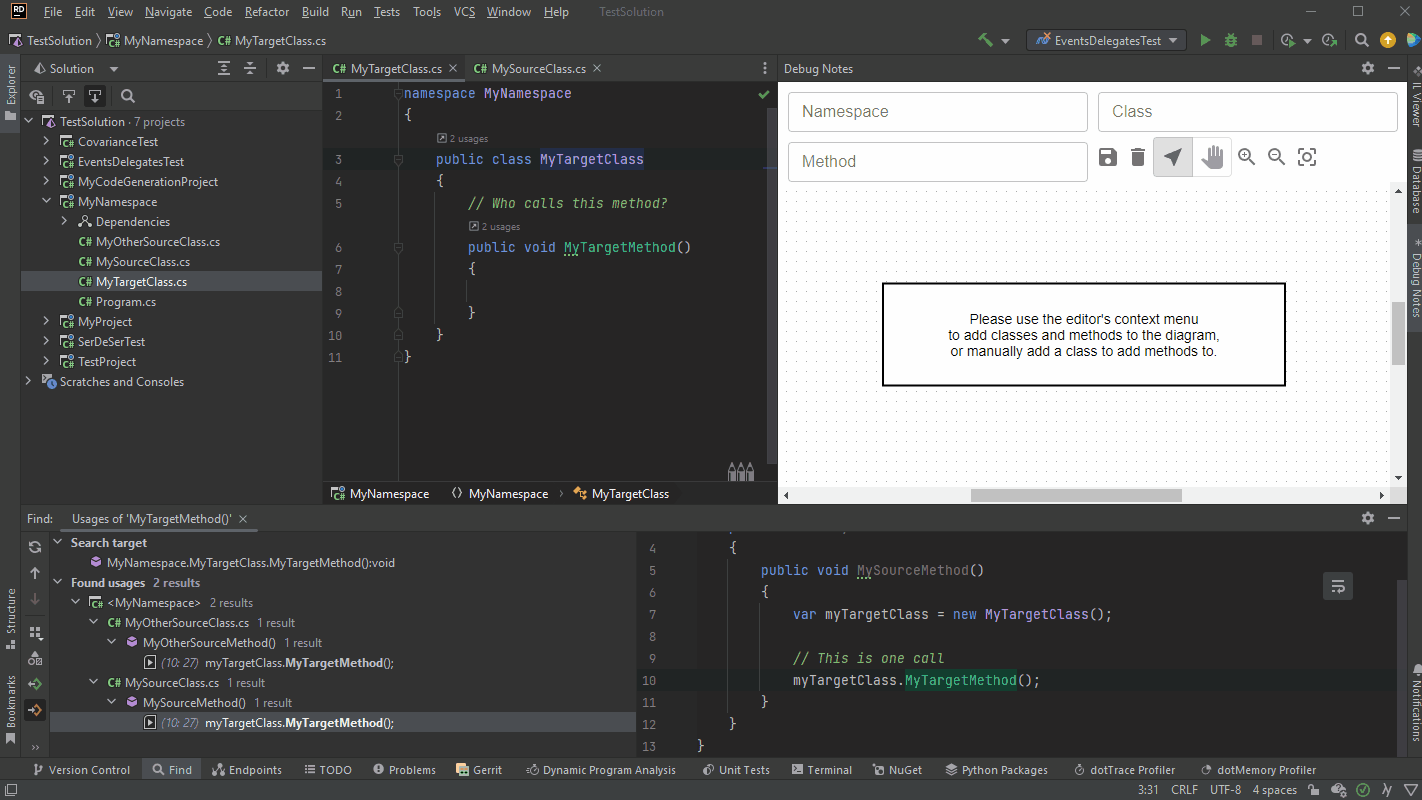 RD File Edit View Navigate Code Refactor Build Run Tests Tools VCS Window Help TestSolution
TestSolution MyNamespace C# MyTargetClass.cs EventsDelegatesTest
Explorer
Solution
TestSolution · 7 projects
CovarianceTest
EventsDelegatesTest
MyCodeGenerationProject
MyNamespace
Dependencies
C# MyOtherSourceClass.cs
C# MySourceClass.cs
C# MyTargetClass.cs
C# Program.cs
MyProject
SerDeSerTest
TestProject
Scratches and Consoles
C# MyTargetClass.cs C# MySourceClass.cs
1 namespace MyNamespace
2 {
2 usages
3 public class MyTargetClass
4 {
5 // Who calls this method?
2 usages
6 public void MyTargetMethod()
7 {
8
9 }
10 }
11 }
MyNamespace MyNamespace MyTargetClass
Debug Notes
Namespace Class
Method
Please use the editor's context menu
to add classes and methods to the diagram,
or manually add a class to add methods to.
IL Viewer
Database
Debug Notes
Notifications
Find: Usages of 'MyTargetMethod()'
Search target
MyNamespace.MyTargetClass.MyTargetMethod():void
Found usages 2 results
<MyNamespace> 2 results
C# MyOtherSourceClass.cs 1 result
MyOtherSourceMethod() 1 result
(10: 27) myTargetClass.MyTargetMethod();
C# MySourceClass.cs 1 result
MySourceMethod() 1 result
(10: 27) myTargetClass.MyTargetMethod();
Structure
Bookmarks
4 {
5 public void MySourceMethod()
6 {
7 var myTargetClass = new MyTargetClass();
8
9 // This is one call
10 myTargetClass.MyTargetMethod();
11 }
12 }
13 }
Version Control Find Endpoints TODO Problems Gerrit Dynamic Program Analysis Unit Tests Terminal NuGet Python Packages dotTrace Profiler dotMemory Profiler
3:31 CRLF UTF-8 4 spaces